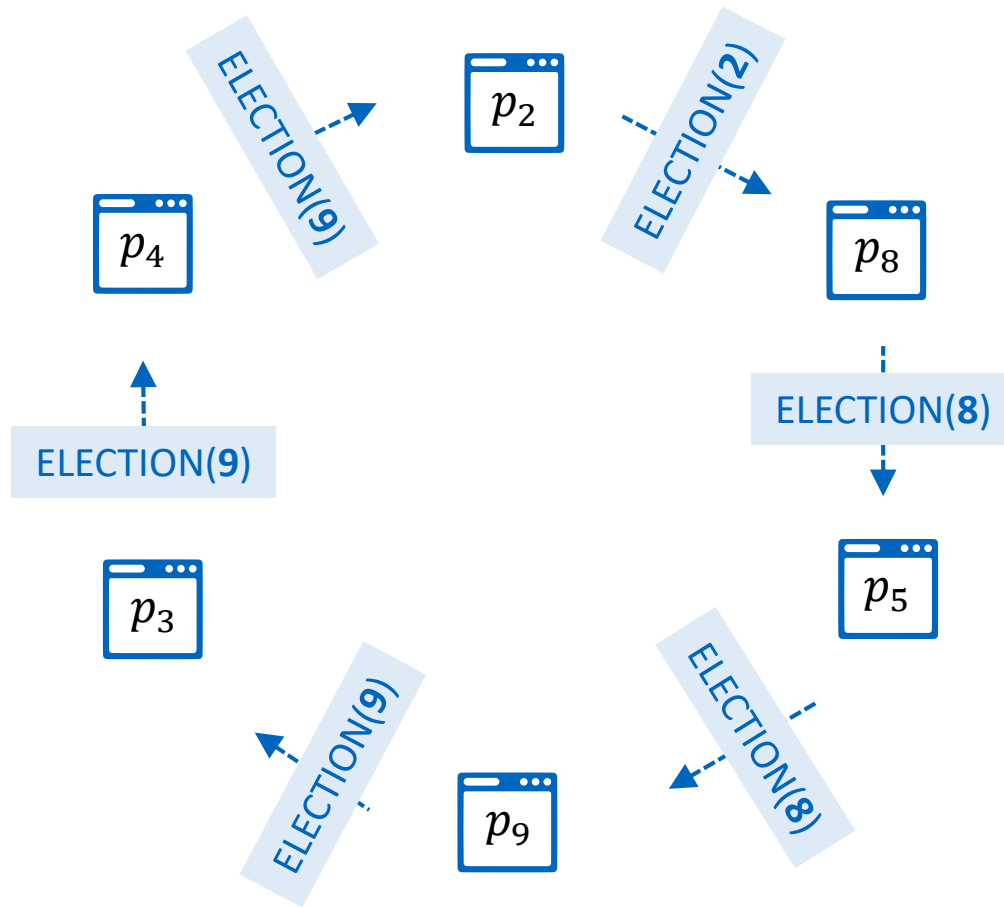 ELECTION(9)
p2
ELECTION(2)
p4
p8
ELECTION(9)
ELECTION(8)
p3
p5
ELECTION(9)
p9
ELECTION(8)